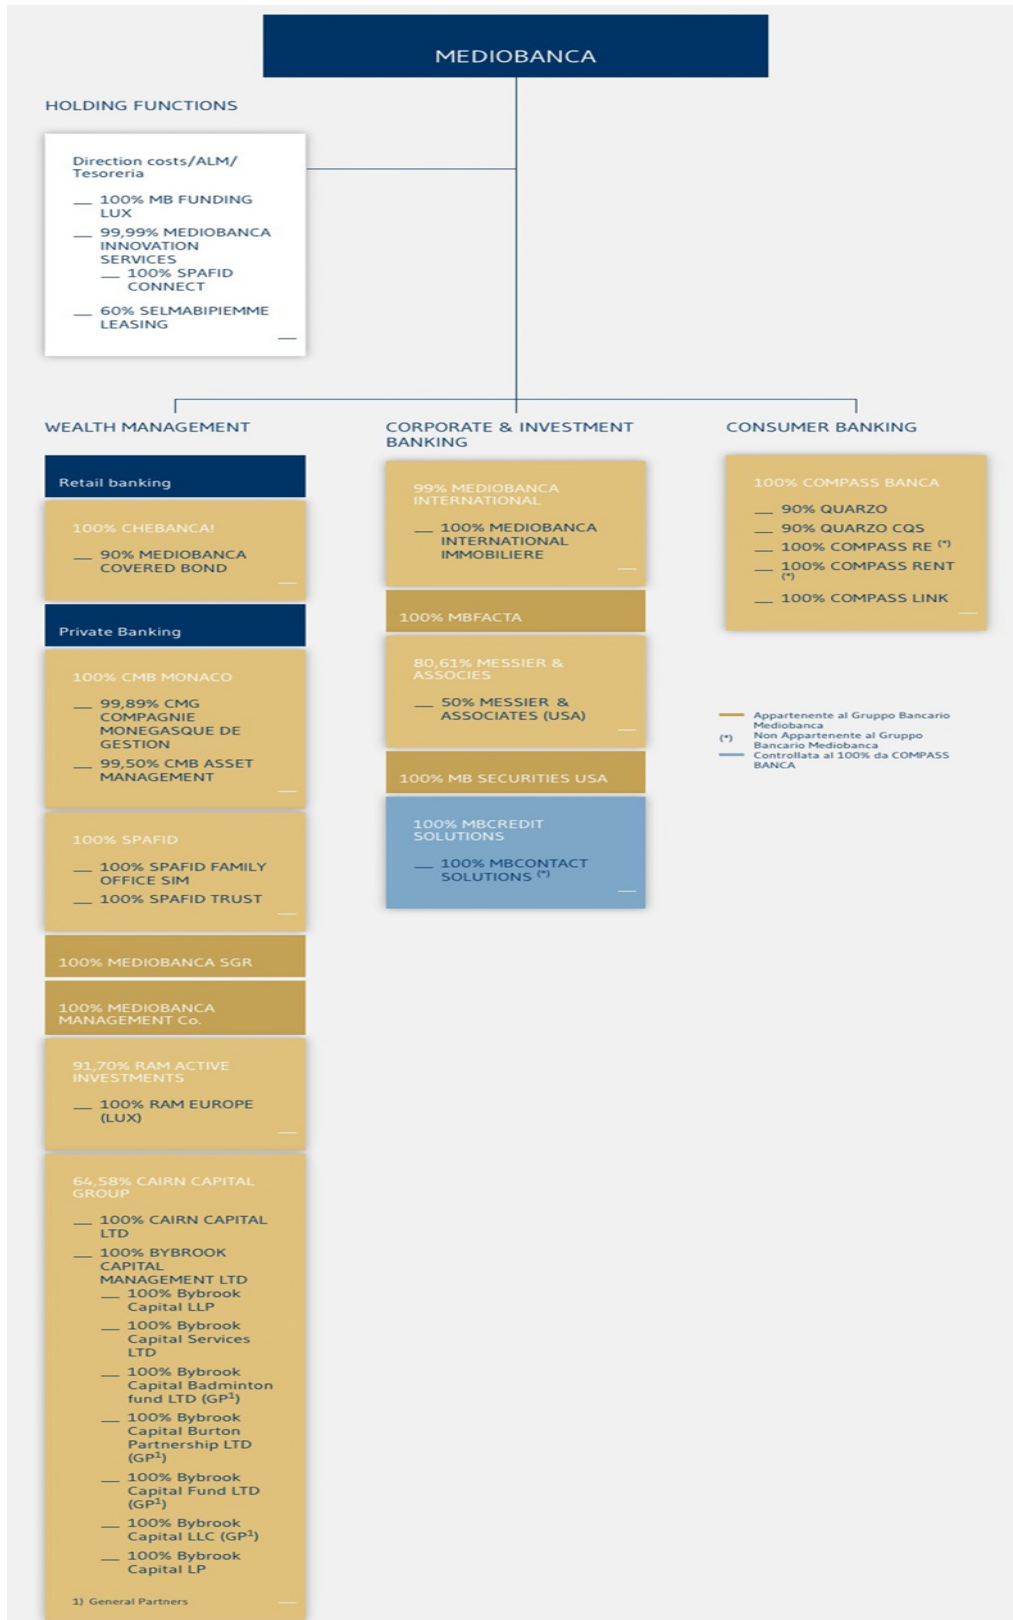 MEDIOBANCA
HOLDING FUNCTIONS
Direction costs/ALM/
Tesoreria
100% MB FUNDING
LUX
99,99% MEDIOBANCA
INNOVATION
SERVICES
100% SPAFID
CONNECT
60% SELMABIPIEMME
LEASING
WEALTH MANAGEMENT
Retail banking
100% CHEBANCA!
90% MEDIOBANCA
COVERED BOND
Private Banking
100% CMB MONACO
99,89% CMG
COMPAGNIE
MONEGASQUE DE
GESTION
99,50% CMB ASSET
MANAGEMENT
100% SPAFID
100% SPAFID FAMILY
OFFICE SIM
100% SPAFID TRUST
100% MEDIOBANCA SGR
100% MEDIOBANCA
MANAGEMENT Co.
91,70% RAM ACTIVE
INVESTMENTS
100% RAM EUROPE
(LUX)
64,58% CAIRN CAPITAL
GROUP
100% CAIRN CAPITAL
LTD
100% BYBROOK
CAPITAL
MANAGEMENT LTD
100% Bybrook
Capital LLP
100% Bybrook
Capital Services
LTD
100% Bybrook
Capital Badminton
fund LTD (GP¹)
100% Bybrook
Capital Burton
Partnership LTD
(GP¹)
100% Bybrook
Capital Fund LTD
(GP¹)
100% Bybrook
Capital LLC (GP¹)
100% Bybrook
Capital LP
1) General Partners
CORPORATE & INVESTMENT
BANKING
99% MEDIOBANCA
INTERNATIONAL
100% MEDIOBANCA
INTERNATIONAL
IMMOBILIERE
100% MBFACTA
80,61% MESSIER &
ASSOCIES
50% MESSIER &
ASSOCIATES (USA)
100% MB SECURITIES USA
100% MBCREDIT
SOLUTIONS
100% MBCONTACT
SOLUTIONS (*)
CONSUMER BANKING
100% COMPASS BANCA
90% QUARZO
90% QUARZO CQS
100% COMPASS RE (*)
100% COMPASS RENT
(*)
100% COMPASS LINK
Appartenente al Gruppo Bancario
Mediobanca
(*) Non Appartenente al Gruppo
Bancario Mediobanca
Controllata al 100% da COMPASS
BANCA